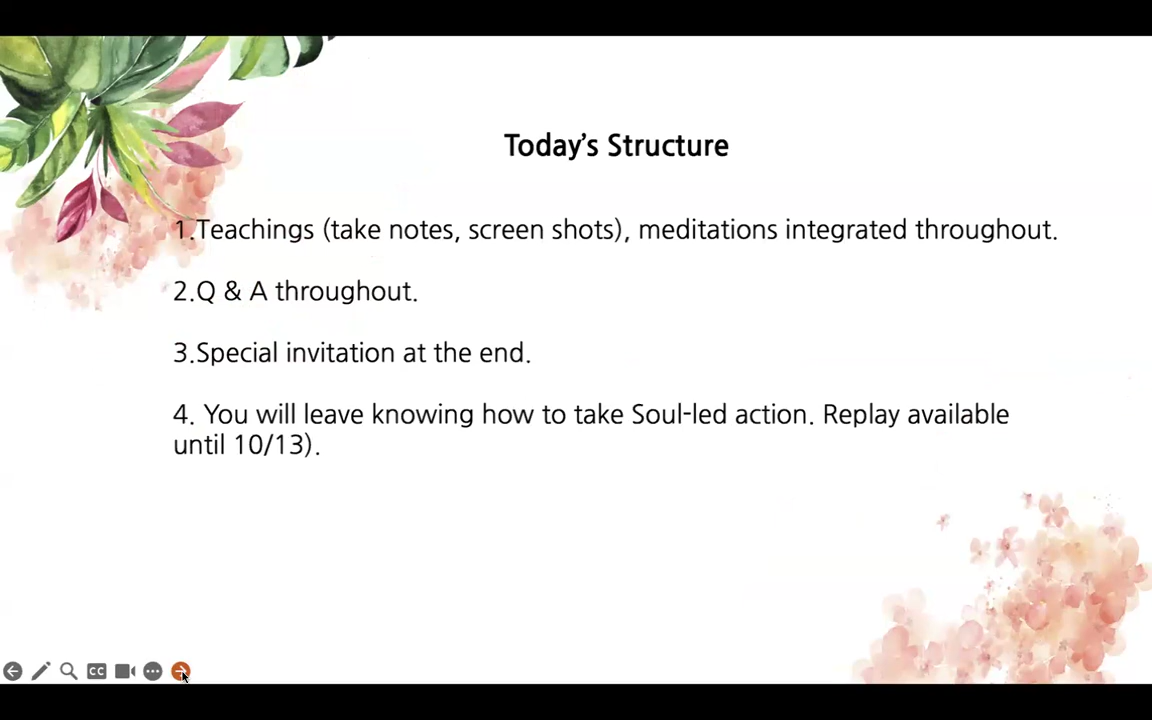 Today's Structure
1.Teachings (take notes, screen shots), meditations integrated throughout.
2.Q & A throughout.
3.Special invitation at the end.
4. You will leave knowing how to take Soul-led action. Replay available
until 10/13).
CC